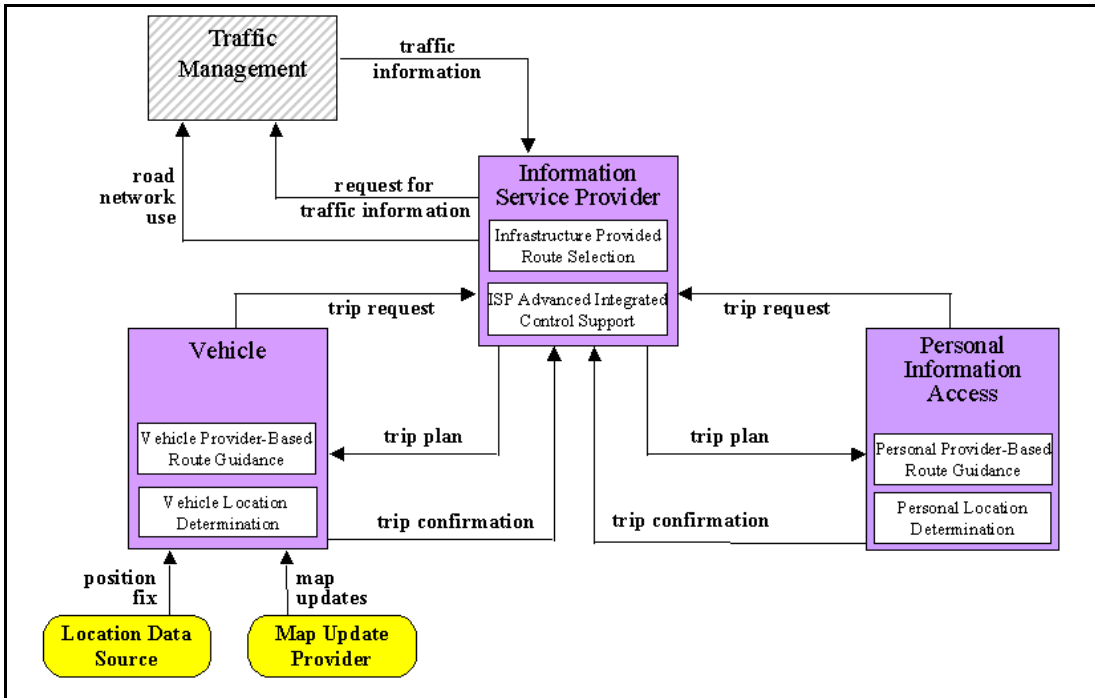 Traffic
Management
traffic
information
road
network
use
request for
traffic information
Information
Service Provider
Infrastructure Provided
Route Selection
ISP Advanced Integrated
Control Support
trip request
trip request
Vehicle
Vehicle Provider-Based
Route Guidance
Vehicle Location
Determination
trip plan
trip plan
Personal
Information
Access
Personal Provider-Based
Route Guidance
Personal Location
Determination
trip confirmation
trip confirmation
position
fix
map
updates
Location Data
Source
Map Update
Provider